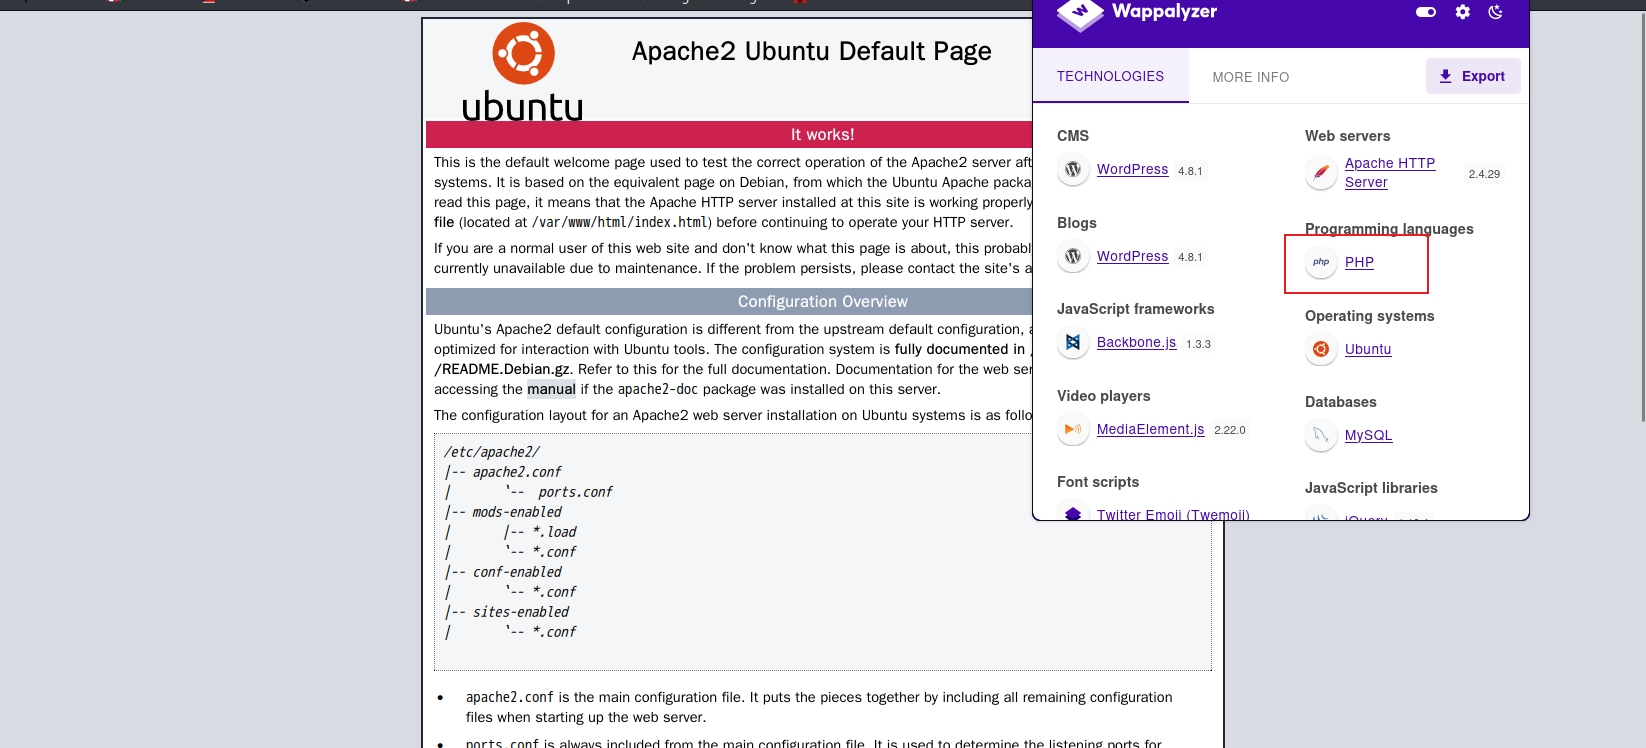 Apache2 Ubuntu Default Page
ubuntu
It works!
This is the default welcome page used to test the correct operation of the Apache2 server aft
systems. It is based on the equivalent page on Debian, from which the Ubuntu Apache packa
read this page, it means that the Apache HTTP server installed at this site is working properly
file (located at /var/www/html/index.html) before continuing to operate your HTTP server.
If you are a normal user of this web site and don't know what this page is about, this probabl
currently unavailable due to maintenance. If the problem persists, please contact the site's a
Configuration Overview
Ubuntu's Apache2 default configuration is different from the upstream default configuration, a
optimized for interaction with Ubuntu tools. The configuration system is fully documented in /
/README.Debian.gz. Refer to this for the full documentation. Documentation for the web ser
accessing the manual if the apache2-doc package was installed on this server.
The configuration layout for an Apache2 web server installation on Ubuntu systems is as follo
/etc/apache2/
|-- apache2.conf
|       `--  ports.conf
|-- mods-enabled
|       |-- *.load
|       `-- *.conf
|-- conf-enabled
|       `-- *.conf
|-- sites-enabled
|       `-- *.conf
• apache2.conf is the main configuration file. It puts the pieces together by including all remaining configuration
files when starting up the web server.
• ports.conf is always included from the main configuration file. It is used to determine the listening ports for
Wappalyzer
TECHNOLOGIES
MORE INFO
Export
CMS
WordPress 4.8.1
Blogs
WordPress 4.8.1
JavaScript frameworks
Backbone.js 1.3.3
Video players
MediaElement.js 2.22.0
Font scripts
Twitter Emoji (Twemoji)
Web servers
Apache HTTP
Server 2.4.29
Programming languages
php PHP
Operating systems
Ubuntu
Databases
MySQL
JavaScript libraries
jQuery